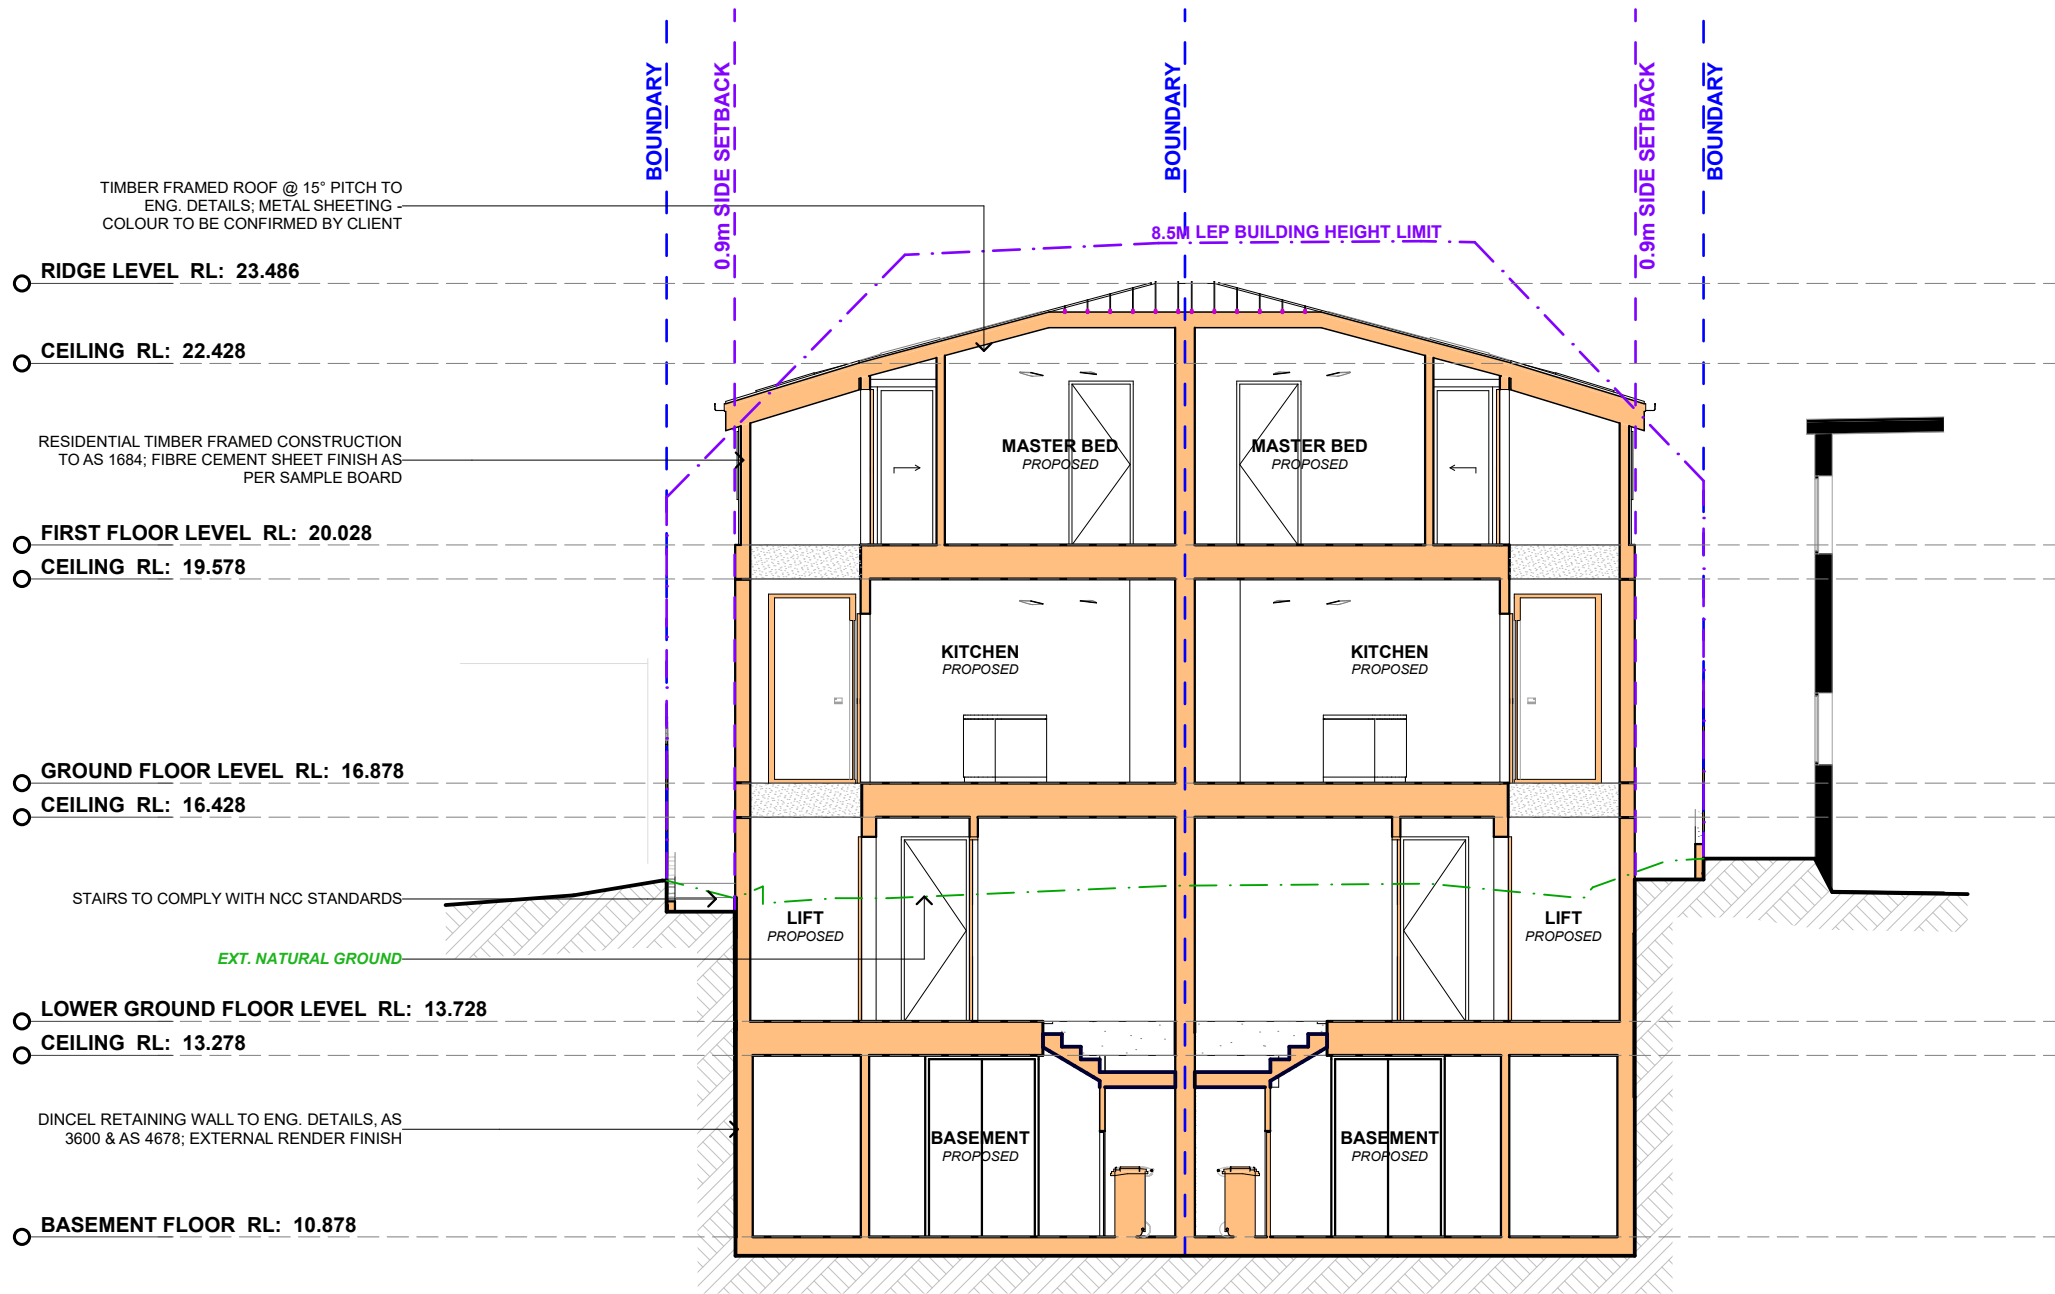 BOUNDARY
0.9m SIDE SETBACK
BOUNDARY
0.9m SIDE SETBACK
BOUNDARY
TIMBER FRAMED ROOF @ 15° PITCH TO
ENG. DETAILS; METAL SHEETING -
COLOUR TO BE CONFIRMED BY CLIENT
8.5M LEP BUILDING HEIGHT LIMIT
RIDGE LEVEL RL: 23.486
CEILING RL: 22.428
RESIDENTIAL TIMBER FRAMED CONSTRUCTION
TO AS 1684; FIBRE CEMENT SHEET FINISH AS
PER SAMPLE BOARD
MASTER BED
PROPOSED
MASTER BED
PROPOSED
FIRST FLOOR LEVEL RL: 20.028
CEILING RL: 19.578
KITCHEN
PROPOSED
KITCHEN
PROPOSED
GROUND FLOOR LEVEL RL: 16.878
CEILING RL: 16.428
STAIRS TO COMPLY WITH NCC STANDARDS
LIFT
PROPOSED
LIFT
PROPOSED
EXT. NATURAL GROUND
LOWER GROUND FLOOR LEVEL RL: 13.728
CEILING RL: 13.278
DINCEL RETAINING WALL TO ENG. DETAILS, AS
3600 & AS 4678; EXTERNAL RENDER FINISH
BASEMENT
PROPOSED
BASEMENT
PROPOSED
BASEMENT FLOOR RL: 10.878